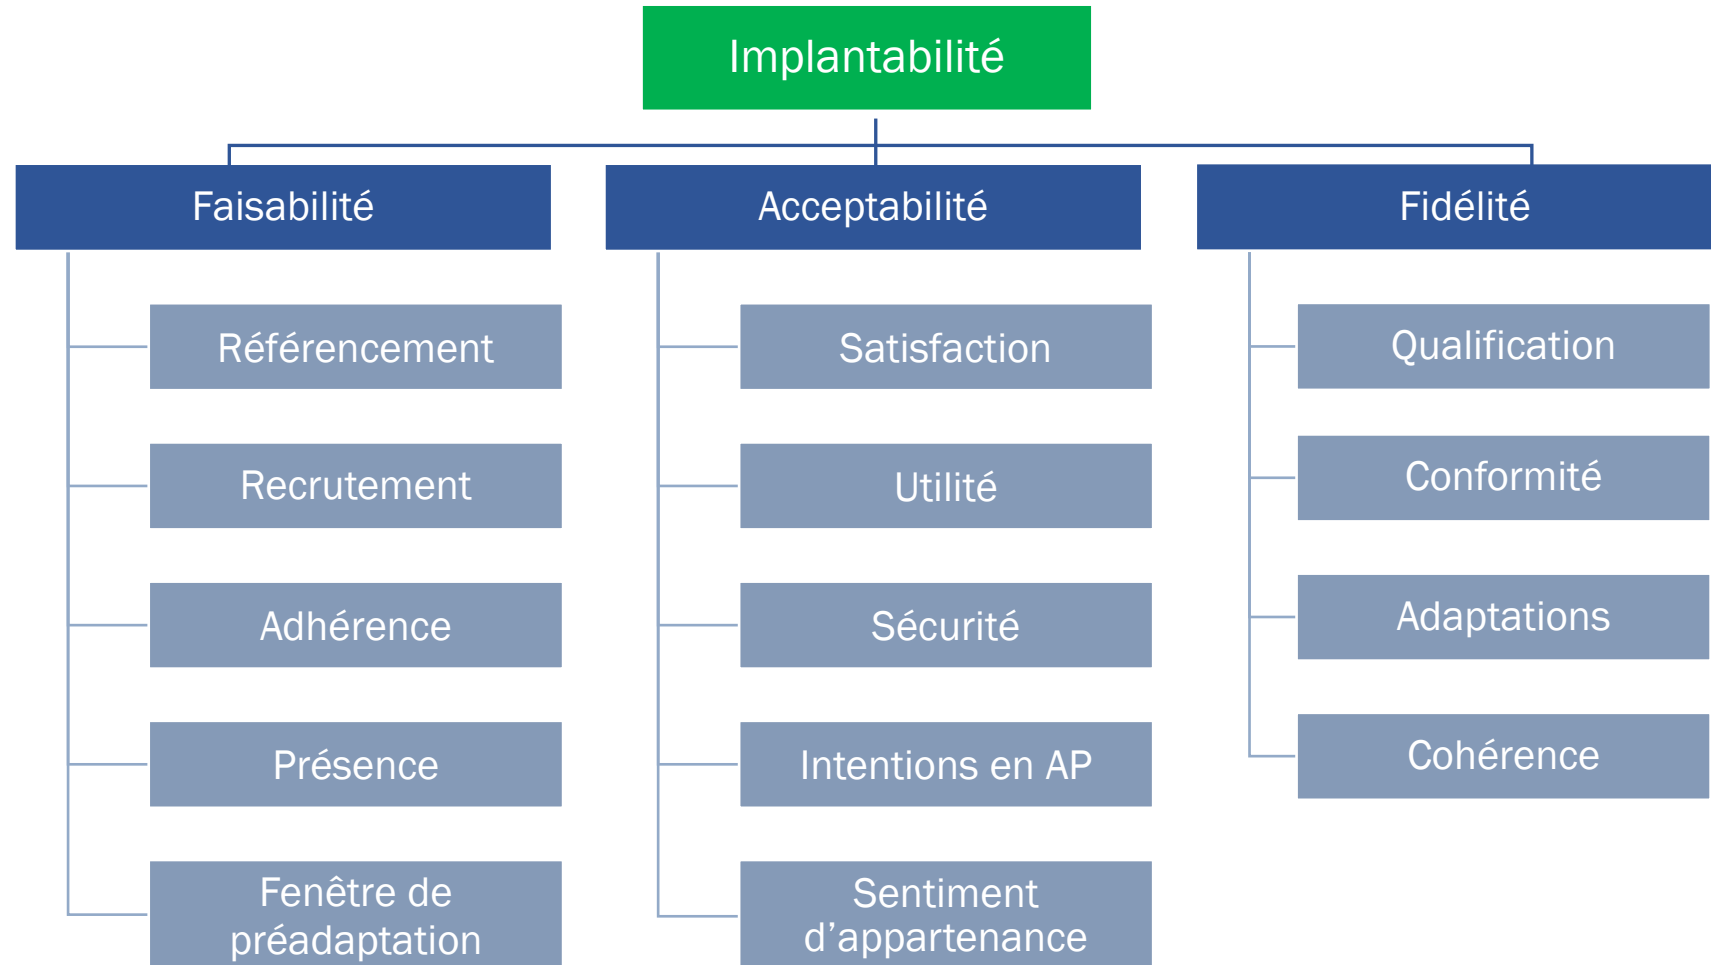 Implantabilité
Faisabilité
Référencement
Recrutement
Adhérence
Présence
Fenêtre de
préadaptation
Acceptabilité
Satisfaction
Utilité
Sécurité
Intentions en AP
Sentiment
d’appartenance
Fidélité
Qualification
Conformité
Adaptations
Cohérence